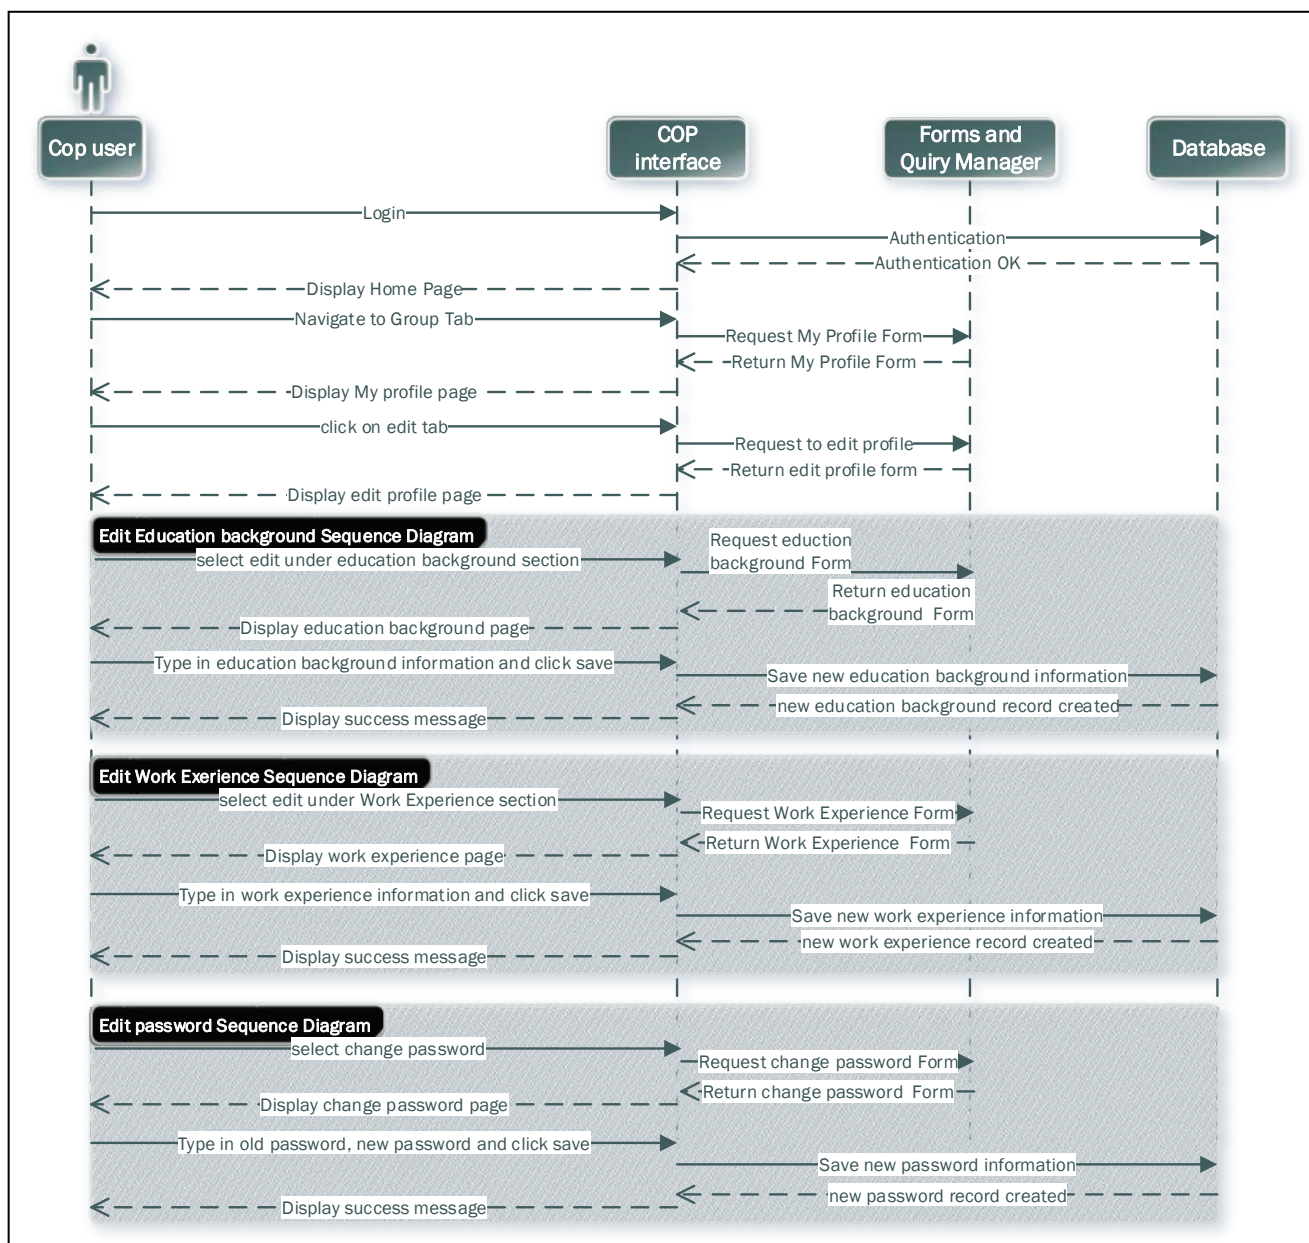 Cop user
COP
interface
Forms and
Quiry Manager
Database
Login
Authentication
Authentication OK
Display Home Page
Navigate to Group Tab
Request My Profile Form
Return My Profile Form
Display My profile page
click on edit tab
Request to edit profile
Return edit profile form
Display edit profile page
Edit Education background Sequence Diagram
select edit under education background section
Request eduction
background Form
Return education
background Form
Display education background page
Type in education background information and click save
Save new education background information
new education background record created
Display success message
Edit Work Exerience Sequence Diagram
select edit under Work Experience section
Request Work Experience Form
Return Work Experience Form
Display work experience page
Type in work experience information and click save
Save new work experience information
new work experience record created
Display success message
Edit password Sequence Diagram
select change password
Request change password Form
Return change password Form
Display change password page
Type in old password, new password and click save
Save new password information
new password record created
Display success message